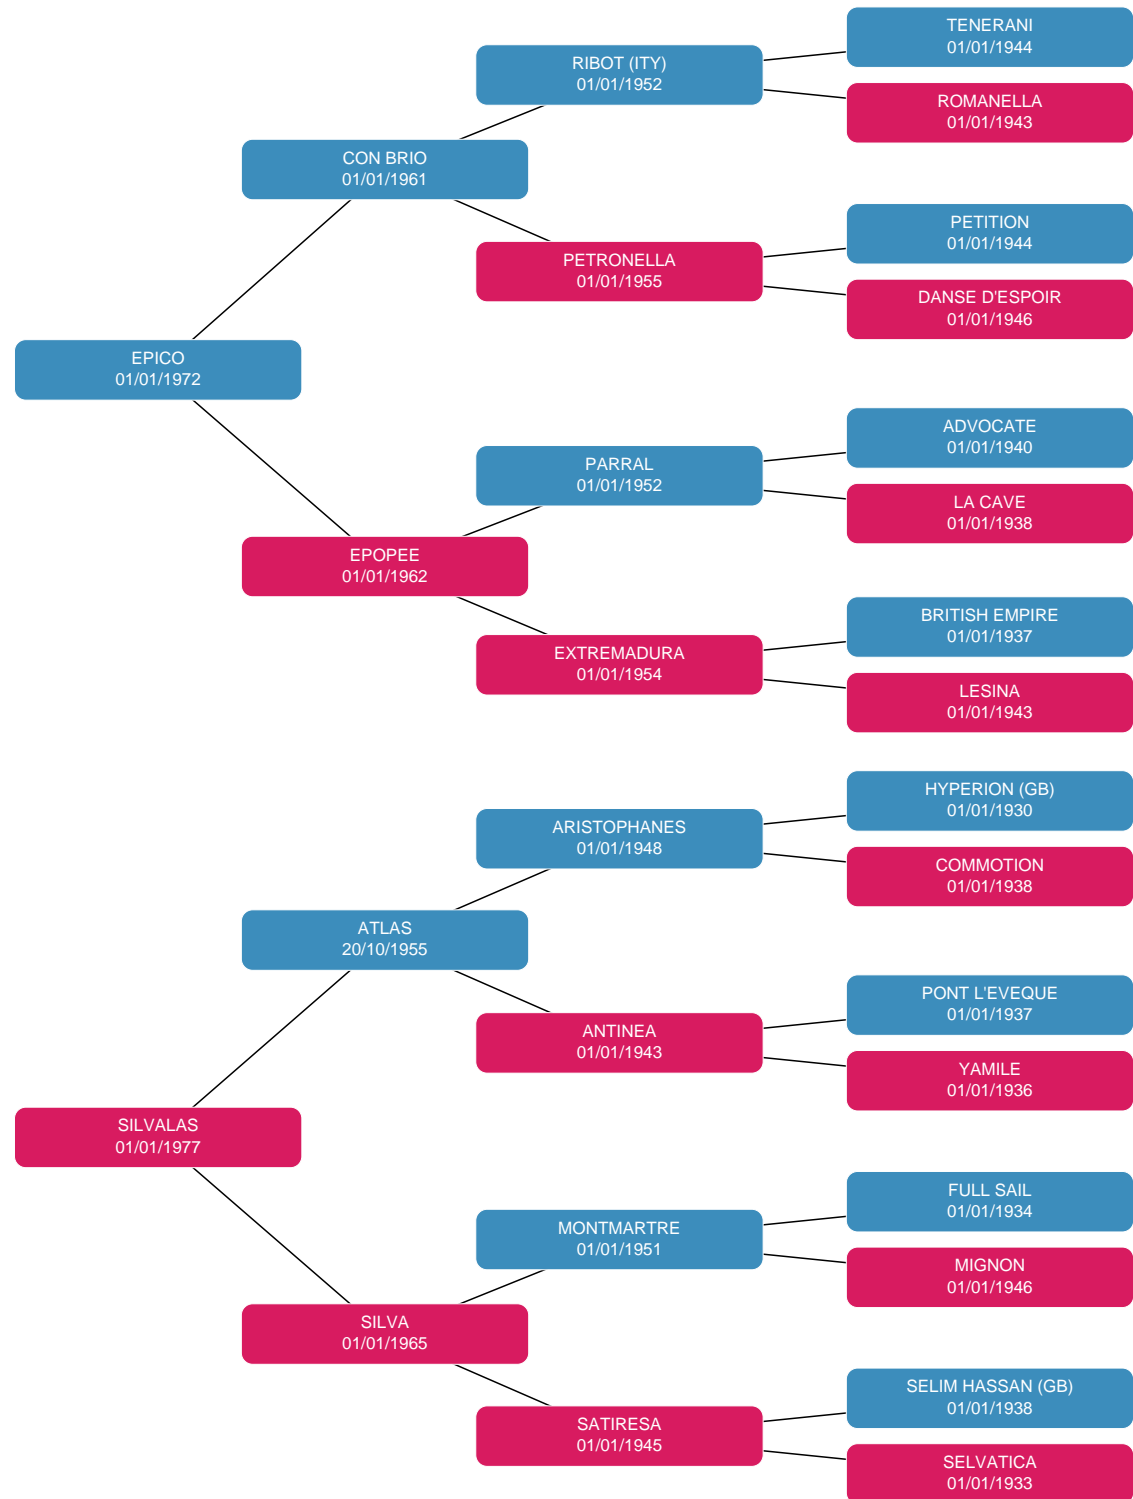 TENERANI
01/01/1944
RIBOT (ITY)
01/01/1952
ROMANELLA
01/01/1943
CON BRIO
01/01/1961
PETITION
01/01/1944
PETRONELLA
01/01/1955
DANSE D'ESPOIR
01/01/1946
EPICO
01/01/1972
ADVOCATE
01/01/1940
PARRAL
01/01/1952
LA CAVE
01/01/1938
EPOPEE
01/01/1962
BRITISH EMPIRE
01/01/1937
EXTREMADURA
01/01/1954
LESINA
01/01/1943
HYPERION (GB)
01/01/1930
ARISTOPHANES
01/01/1948
COMMOTION
01/01/1938
ATLAS
20/10/1955
PONT L'EVEQUE
01/01/1937
ANTINEA
01/01/1943
YAMILE
01/01/1936
SILVALAS
01/01/1977
FULL SAIL
01/01/1934
MONTMARTRE
01/01/1951
MIGNON
01/01/1946
SILVA
01/01/1965
SELIM HASSAN (GB)
01/01/1938
SATIRESA
01/01/1945
SELVATICA
01/01/1933